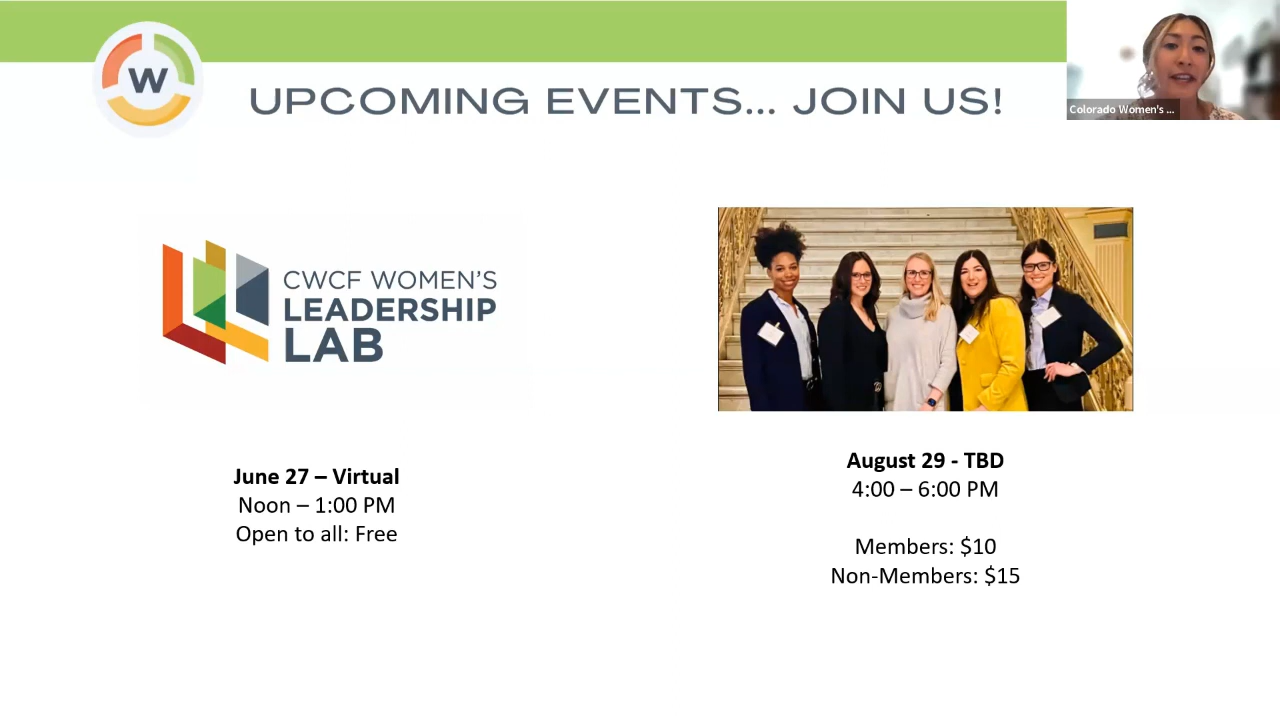 W
UPCOMING EVENTS... JOIN US!
Colorado Women's ...
CWCF WOMEN'S
LEADERSHIP
LAB
June 27 – Virtual
Noon – 1:00 PM
Open to all: Free
August 29 - TBD
4:00 – 6:00 PM
Members: $10
Non-Members: $15